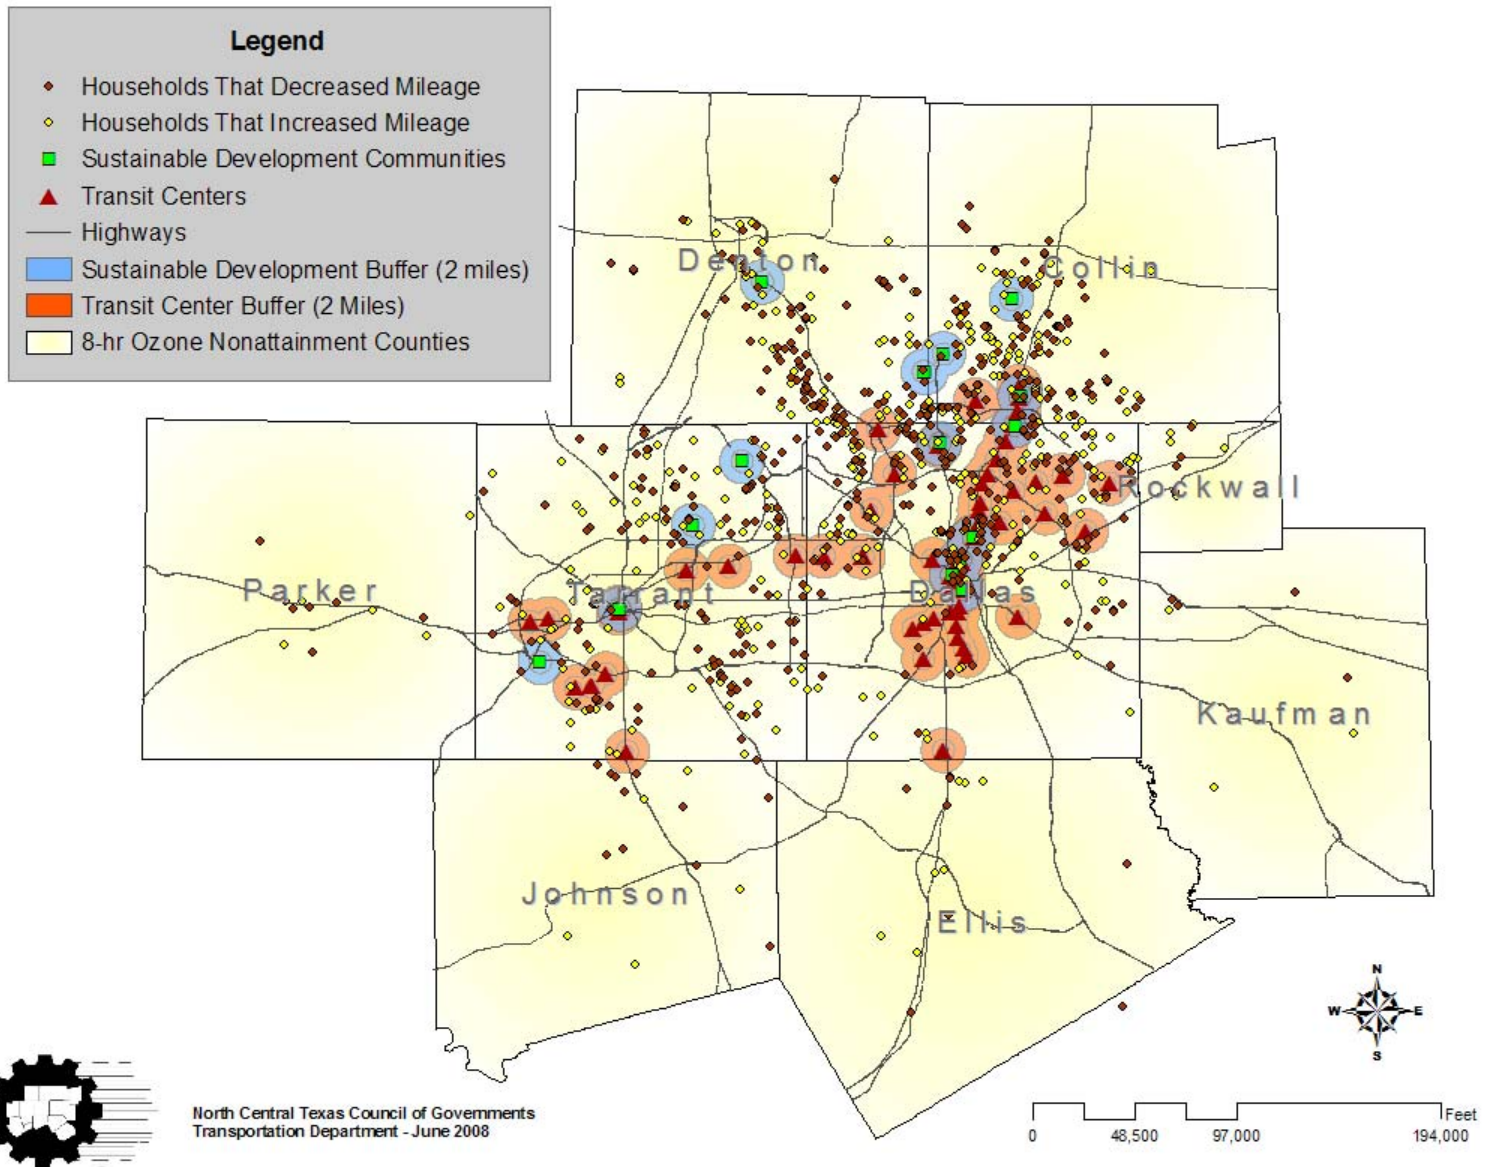 Legend
Households That Decreased Mileage
Households That Increased Mileage
Sustainable Development Communities
Transit Centers
Highways
Sustainable Development Buffer (2 miles)
Transit Center Buffer (2 Miles)
8-hr Ozone Nonattainment Counties
Denton
Collin
Rockwall
Parker
Tarrant
Dallas
Kaufman
Johnson
Ellis
N
W
E
S
North Central Texas Council of Governments
Transportation Department - June 2008
Feet
0
48,500
97,000
194,000